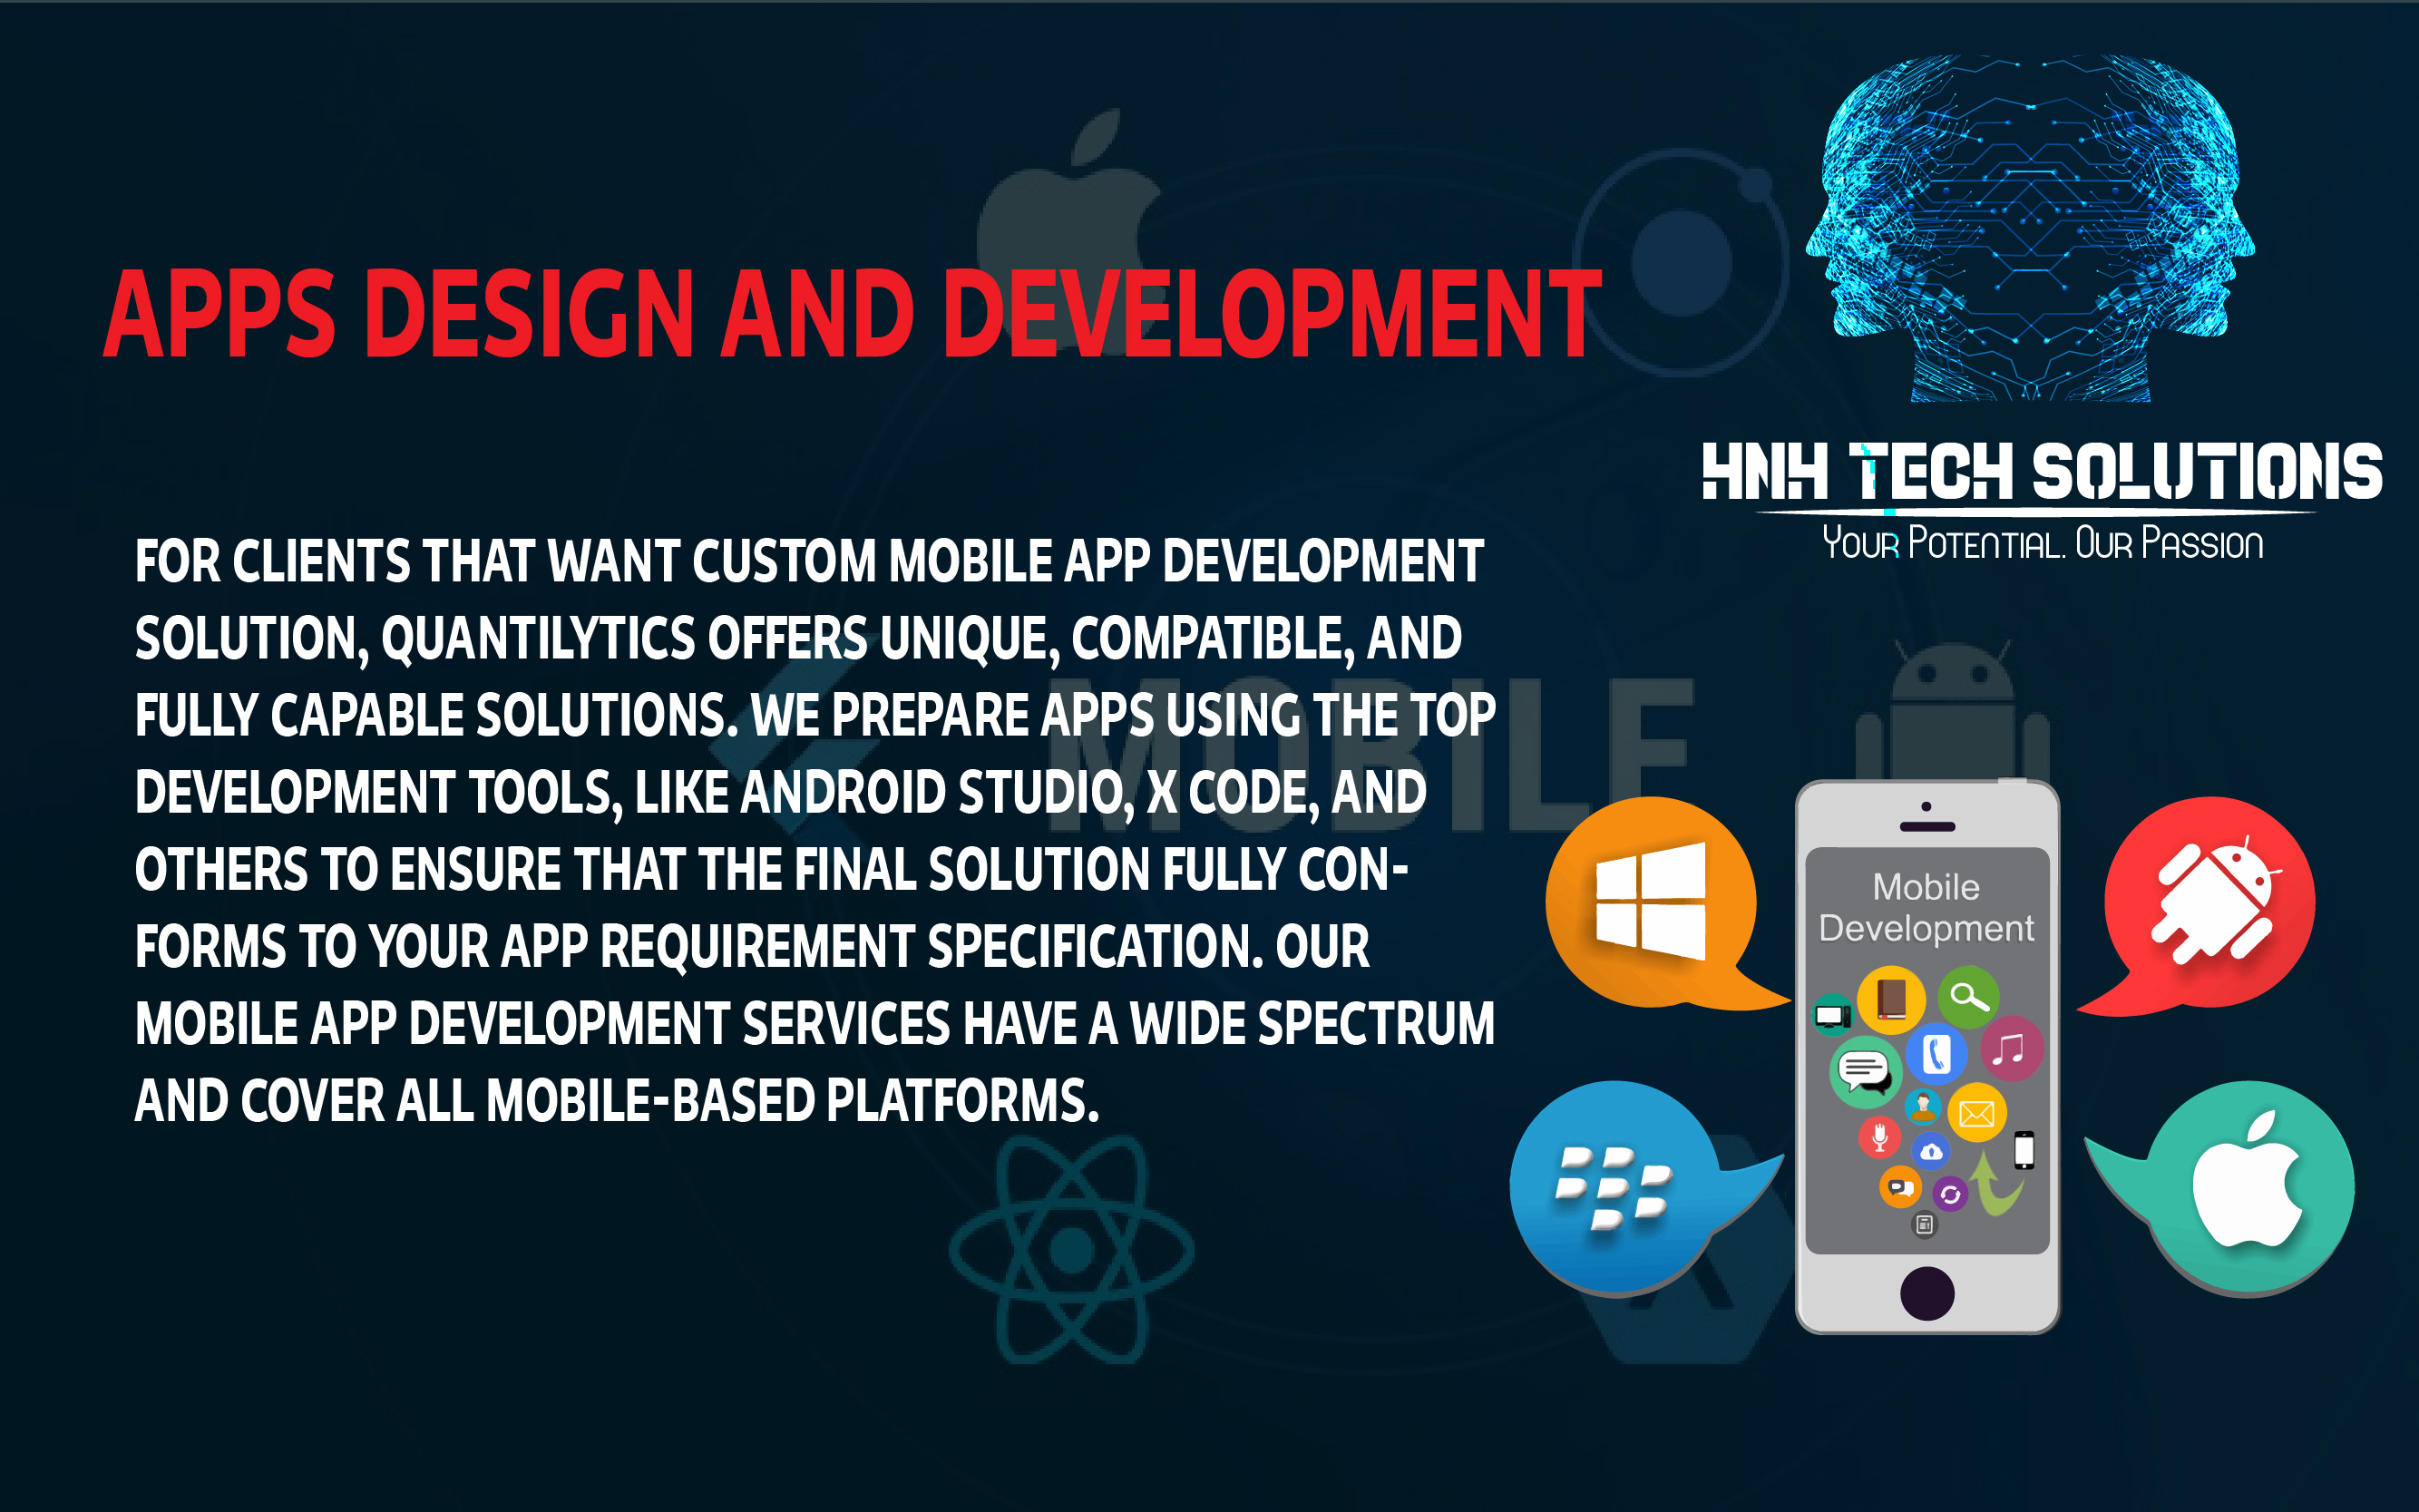 APPS DESIGN AND DEVELOPMENT
HNH TECH SOLUTIONS
YOUR POTENTIAL. OUR PASSION
FOR CLIENTS THAT WANT CUSTOM MOBILE APP DEVELOPMENT
SOLUTION, QUANTILYTICS OFFERS UNIQUE, COMPATIBLE, AND
FULLY CAPABLE SOLUTIONS. WE PREPARE APPS USING THE TOP
DEVELOPMENT TOOLS, LIKE ANDROID STUDIO, X CODE, AND
OTHERS TO ENSURE THAT THE FINAL SOLUTION FULLY CON-
FORMS TO YOUR APP REQUIREMENT SPECIFICATION. OUR
MOBILE APP DEVELOPMENT SERVICES HAVE A WIDE SPECTRUM
AND COVER ALL MOBILE-BASED PLATFORMS.
MOBILE
Mobile
Development